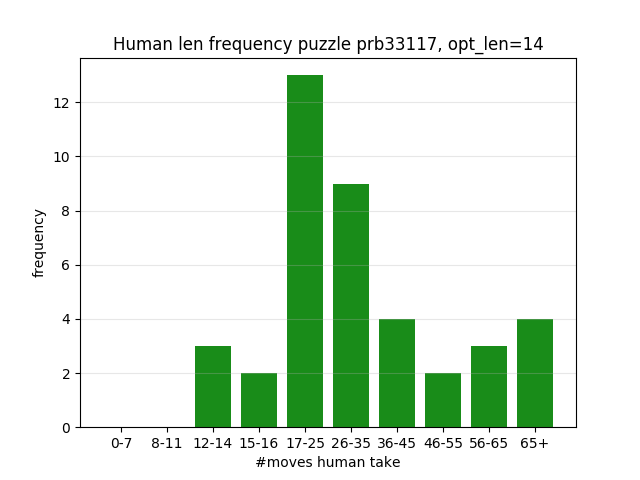 Human len frequency puzzle prb33117, opt_len=14
frequency
12
10
8
6
4
2
0
0-7 8-11 12-14 15-16 17-25 26-35 36-45 46-55 56-65 65+
#moves human take